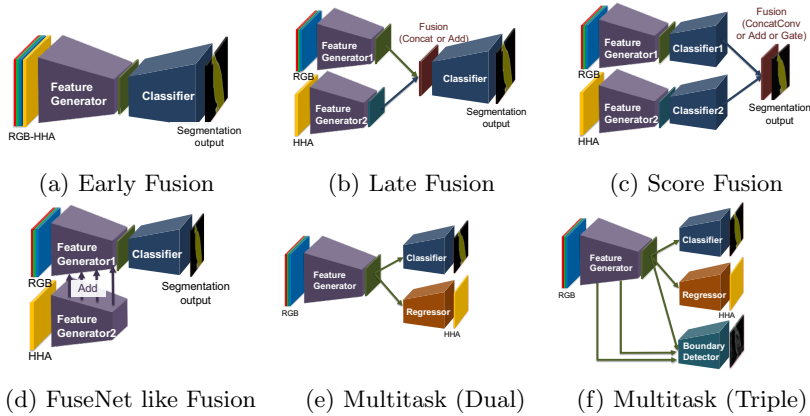 RGB-HHA
Feature
Generator
Classifier
Segmentation
output
(a) Early Fusion
RGB
Feature
Generator1
HHA
Feature
Generator2
Fusion
(Concat or Add)
Classifier
Segmentation
output
(b) Late Fusion
RGB
Feature
Generator1
Classifier1
HHA
Feature
Generator2
Classifier2
Fusion
(ConcatConv
or Add or Gate)
Segmentation
output
(c) Score Fusion
RGB
Feature
Generator1
Add
HHA
Feature
Generator2
Classifier
Segmentation
output
(d) FuseNet like Fusion
RGB
Feature
Generator
Classifier
Regressor
HHA
(e) Multitask (Dual)
RGB
Feature
Generator
Classifier
Regressor
HHA
Boundary
Detector
(f) Multitask (Triple)